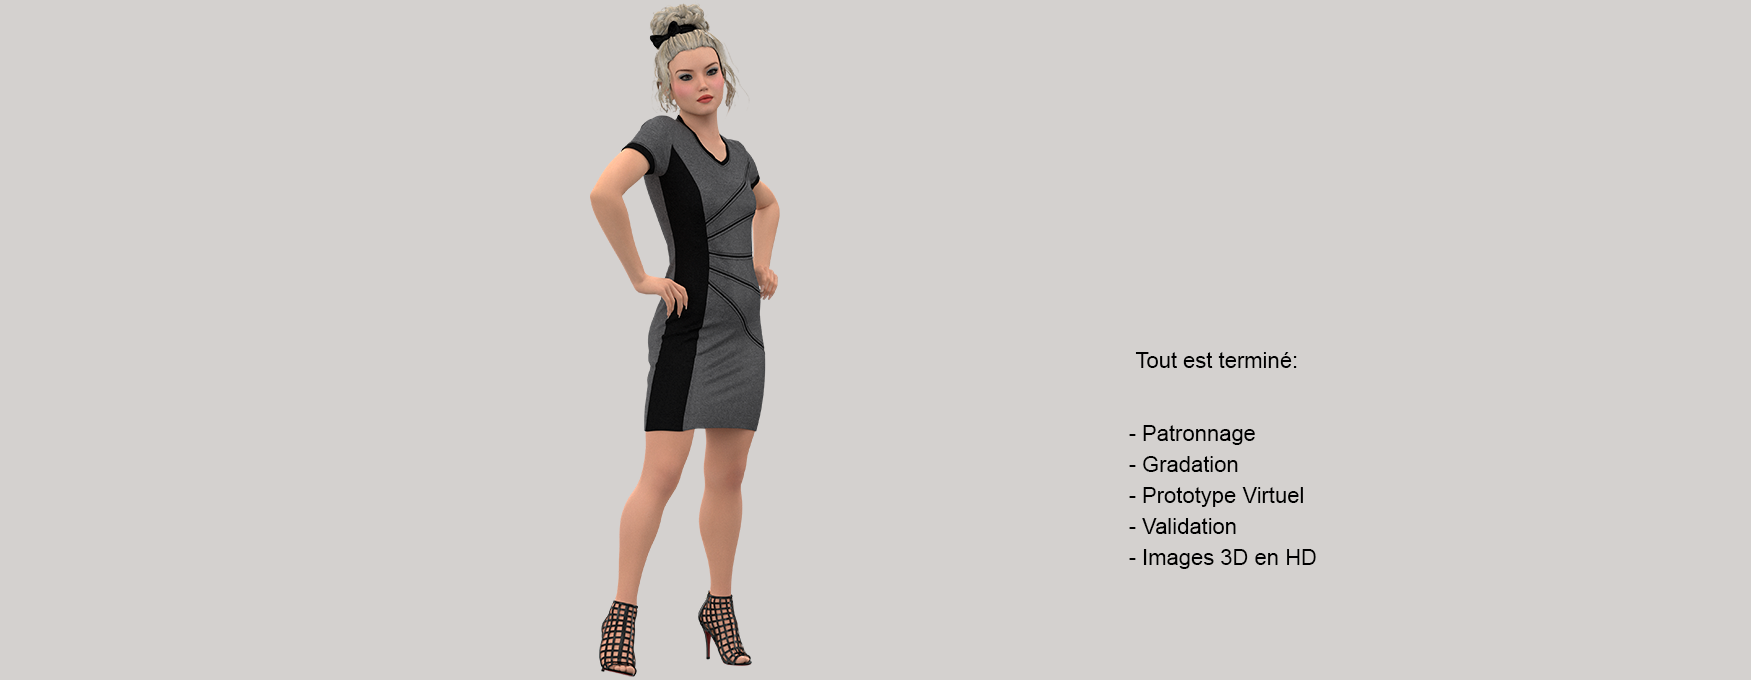 Tout est terminé:
- Patronnage
- Gradation
- Prototype Virtuel
- Validation
- Images 3D en HD